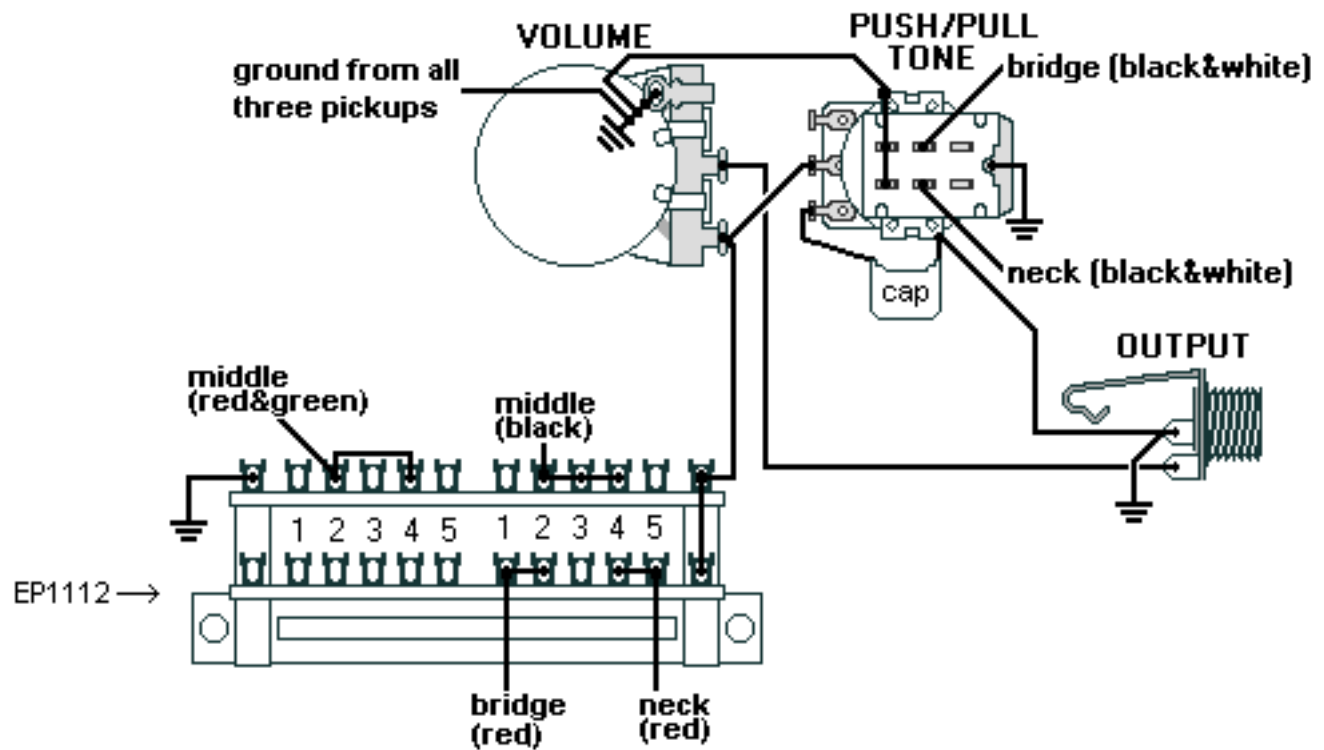 VOLUME
PUSH/PULL
TONE
ground from all
three pickups
bridge (black&white)
neck (black&white)
cap
OUTPUT
middle
(red&green)
middle
(black)
1 2 3 4 5 1 2 3 4 5
EP1112
bridge
(red)
neck
(red)